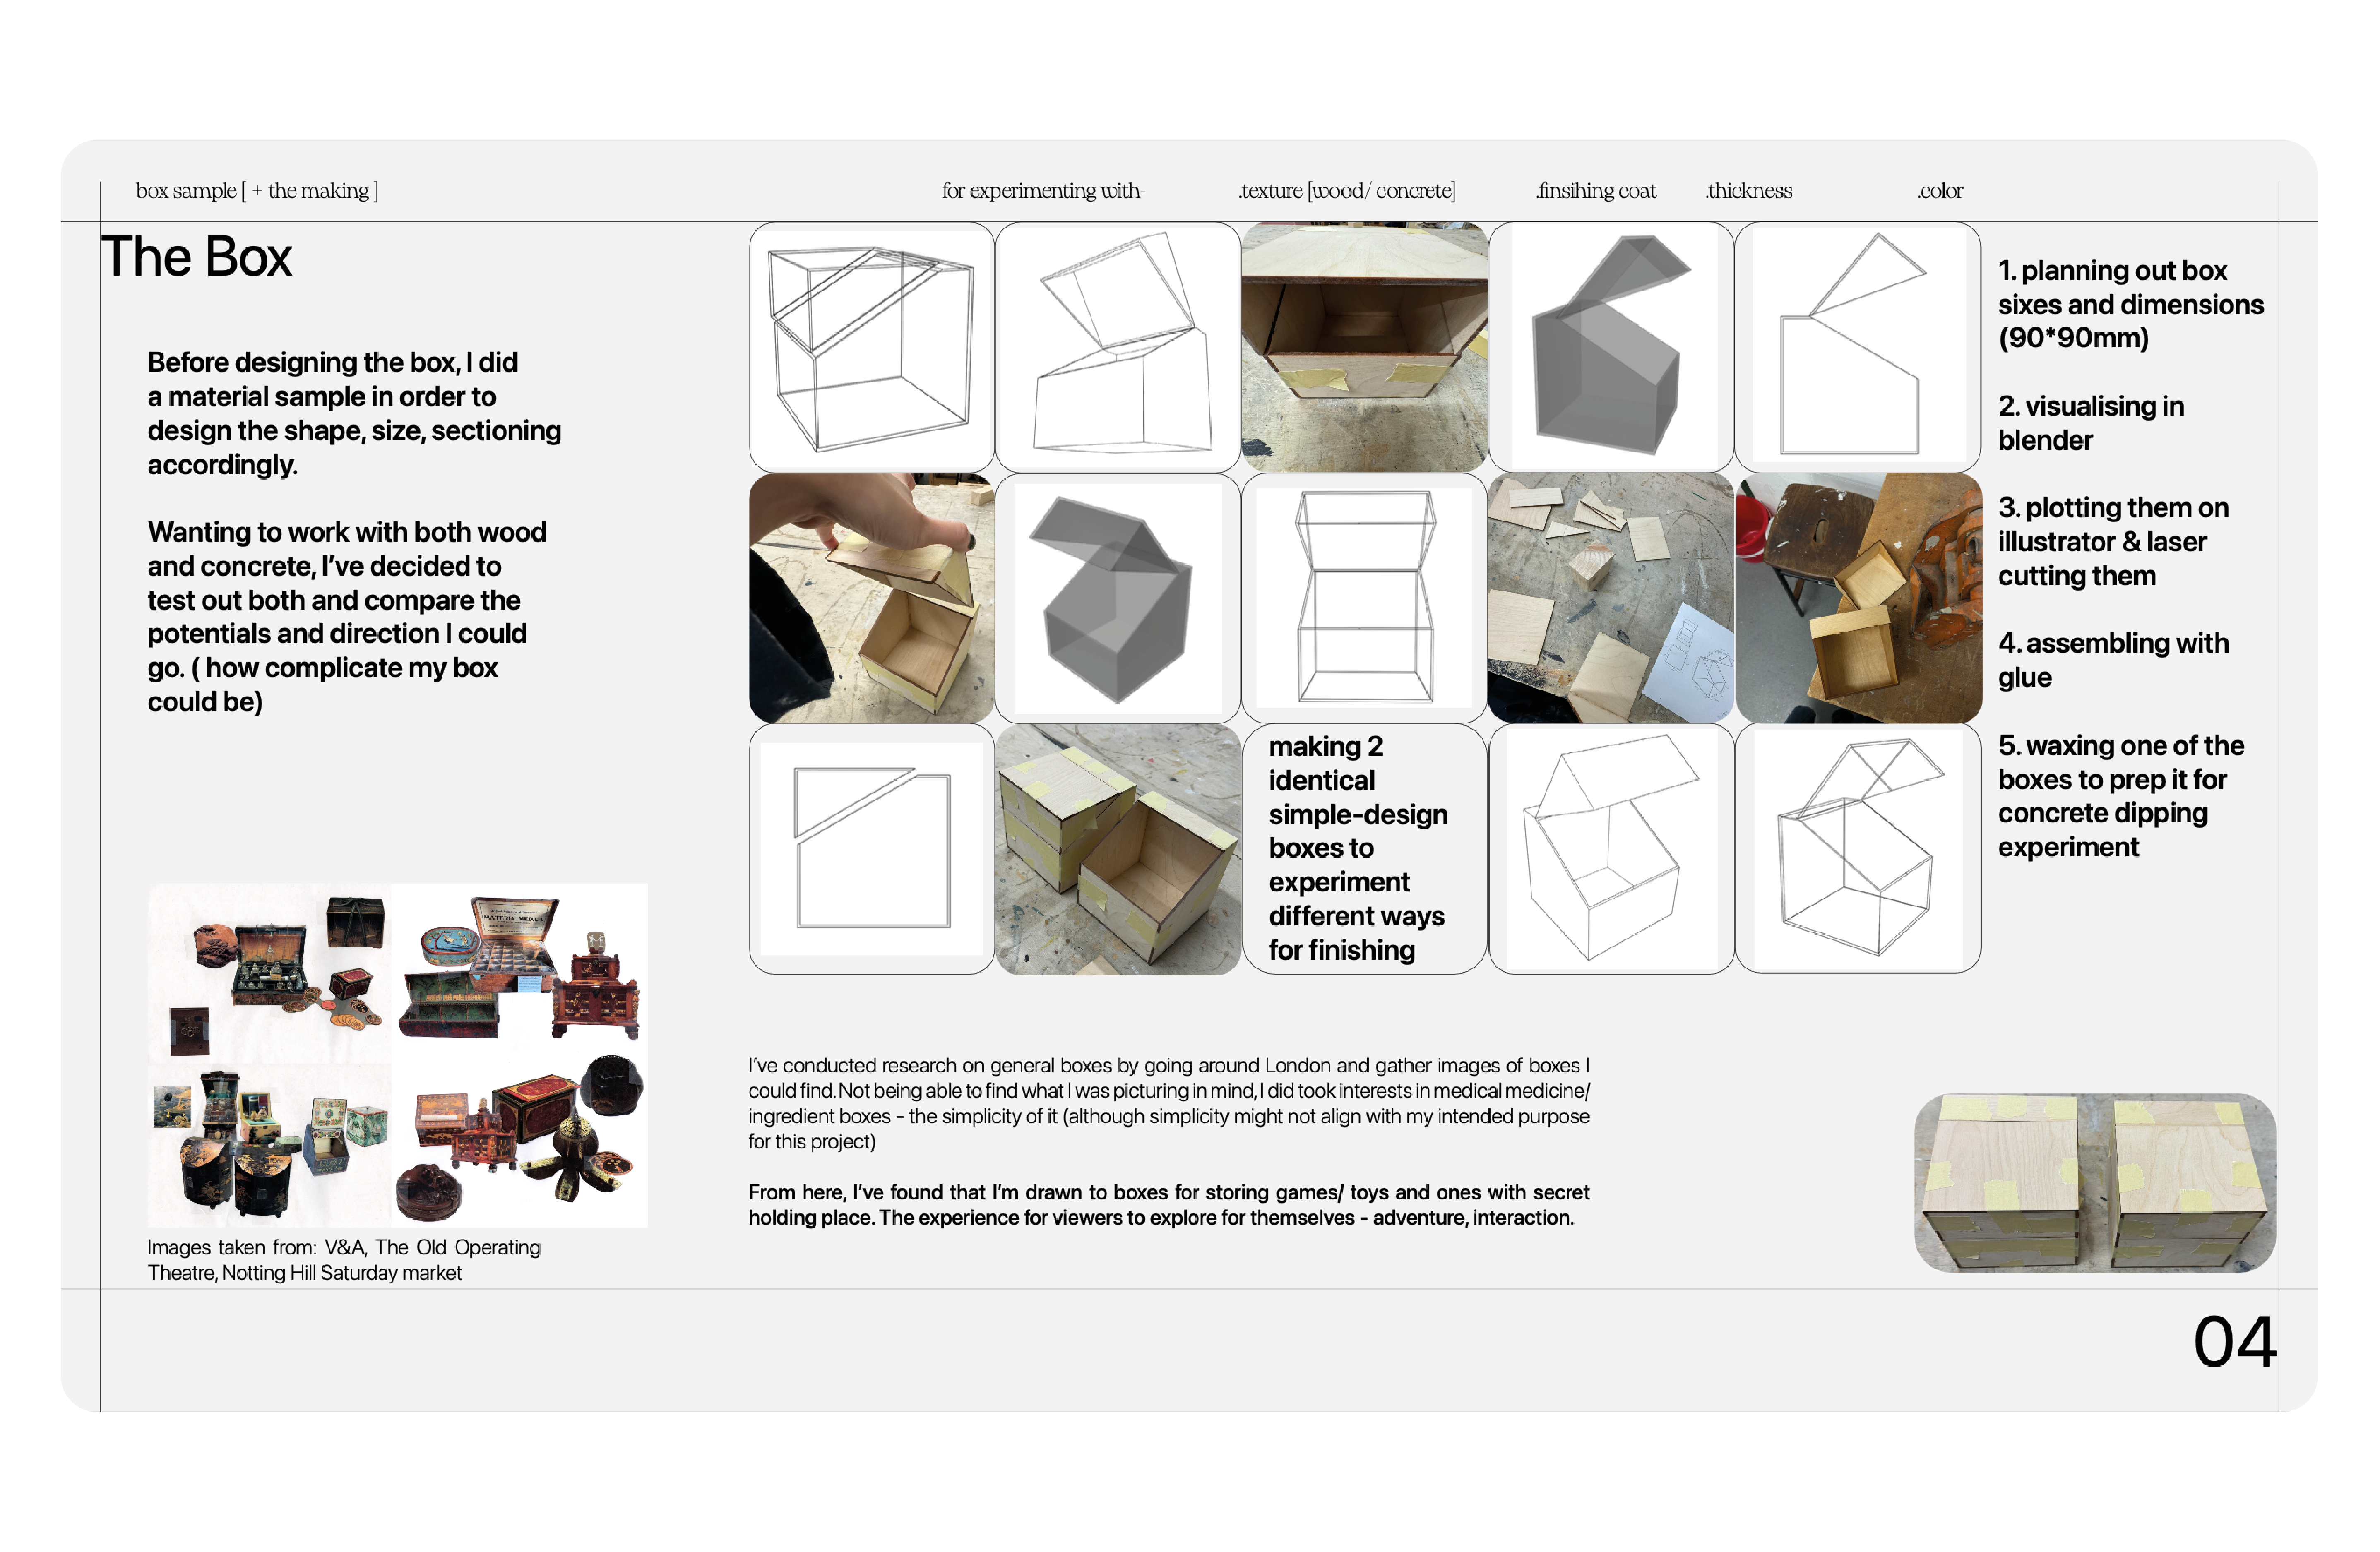 box sample [ + the making ]
for experimenting with-
.texture [wood/ concrete]
.finsihing coat
.thickness
.color
The Box
Before designing the box, I did
a material sample in order to
design the shape, size, sectioning
accordingly.
Wanting to work with both wood
and concrete, I've decided to
test out both and compare the
potentials and direction I could
go. ( how complicate my box
could be)
MATERIA MEDICA
Images taken from: V&A, The Old Operating
Theatre, Notting Hill Saturday market
making 2
identical
simple-design
boxes to
experiment
different ways
for finishing
1. planning out box
sixes and dimensions
(90*90mm)
2. visualising in
blender
3. plotting them on
illustrator & laser
cutting them
4. assembling with
glue
5. waxing one of the
boxes to prep it for
concrete dipping
experiment
I've conducted research on general boxes by going around London and gather images of boxes I
could find. Not being able to find what I was picturing in mind, I did took interests in medical medicine/
ingredient boxes - the simplicity of it (although simplicity might not align with my intended purpose
for this project)
From here, I've found that I'm drawn to boxes for storing games/ toys and ones with secret
holding place. The experience for viewers to explore for themselves - adventure, interaction.
04